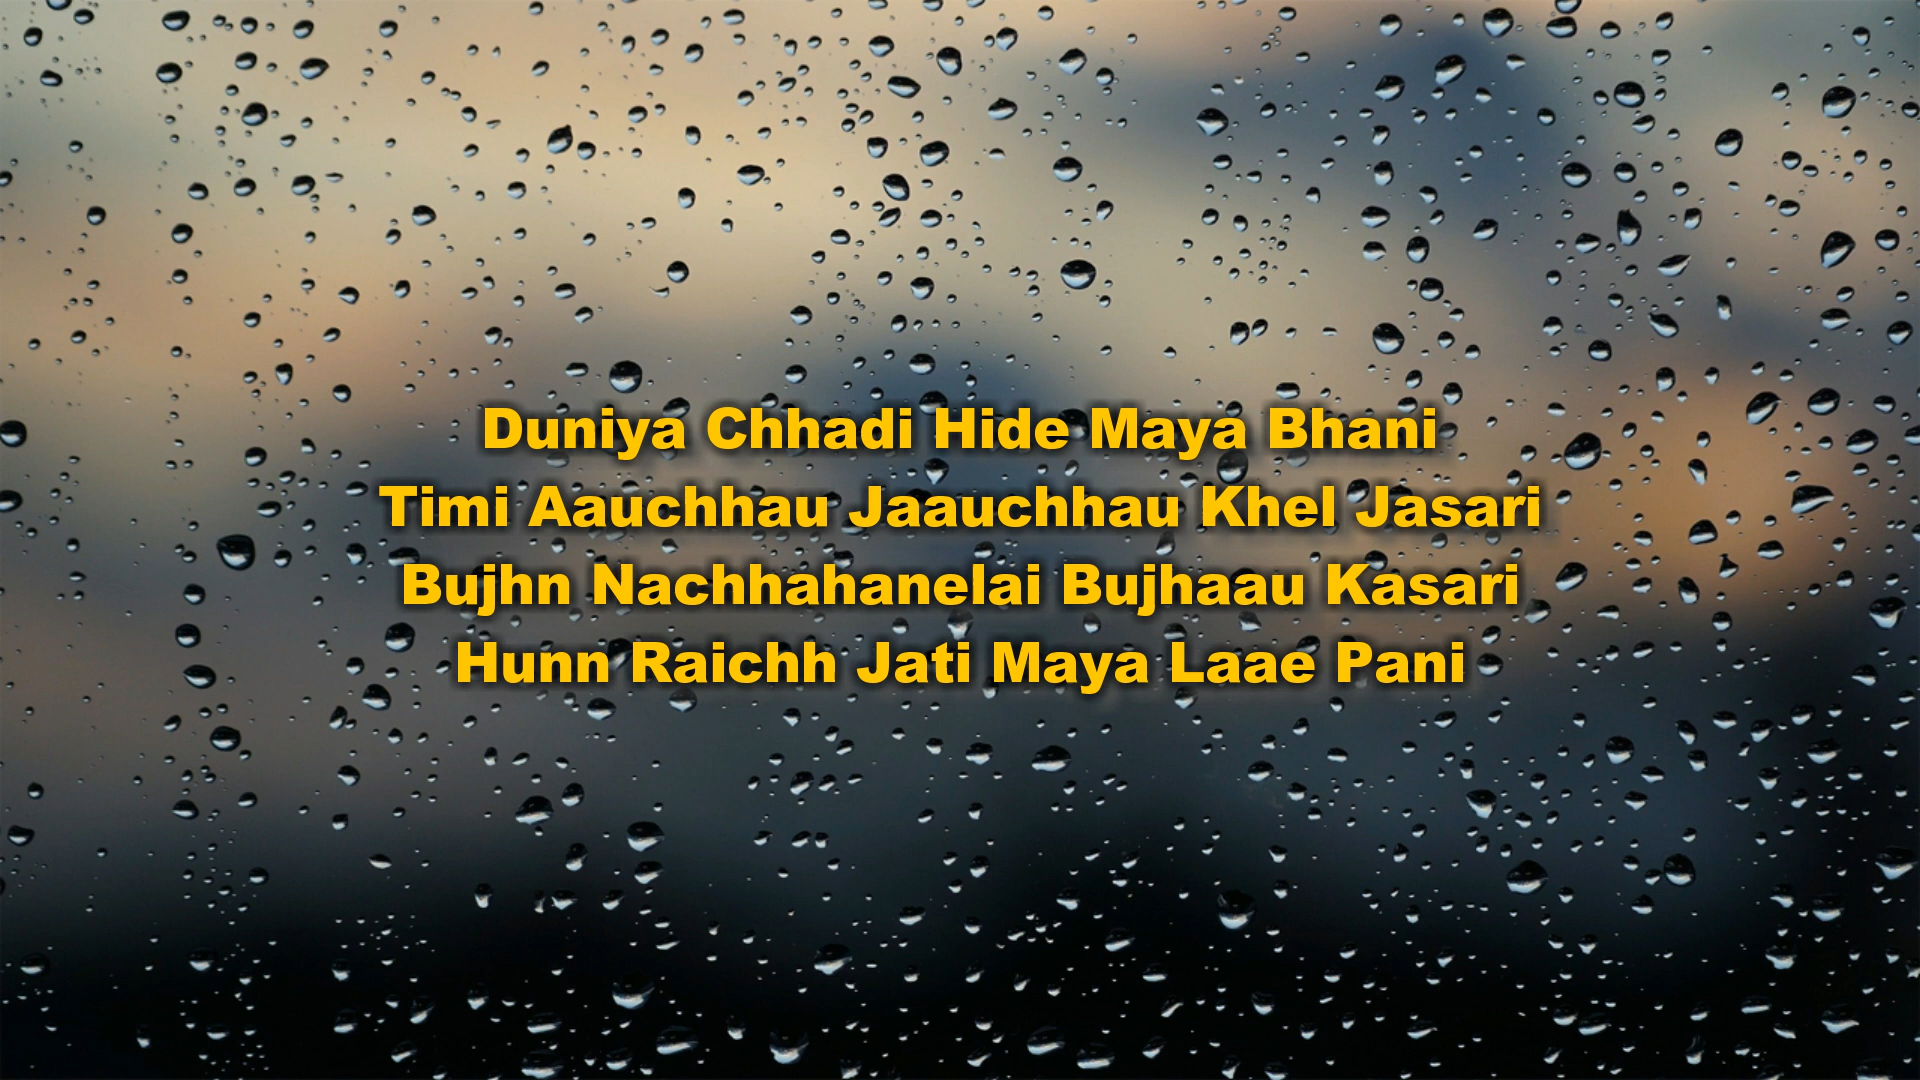 Duniya Chhadi Hide Maya Bhani
Timi Aauchhau Jaauchhau Khel Jasari
Bujhn Nachhahanelai Bujhaau Kasari
Hunn Raichh Jati Maya Laae Pani